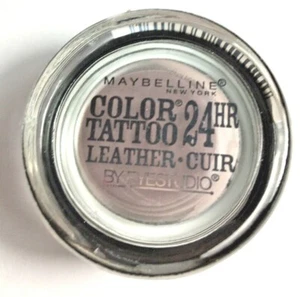 MAYBELLINE®
NEW YORK
COLOR® 24HR
TATTOO
LEATHER·CUIR
BY EYESTUDIO®